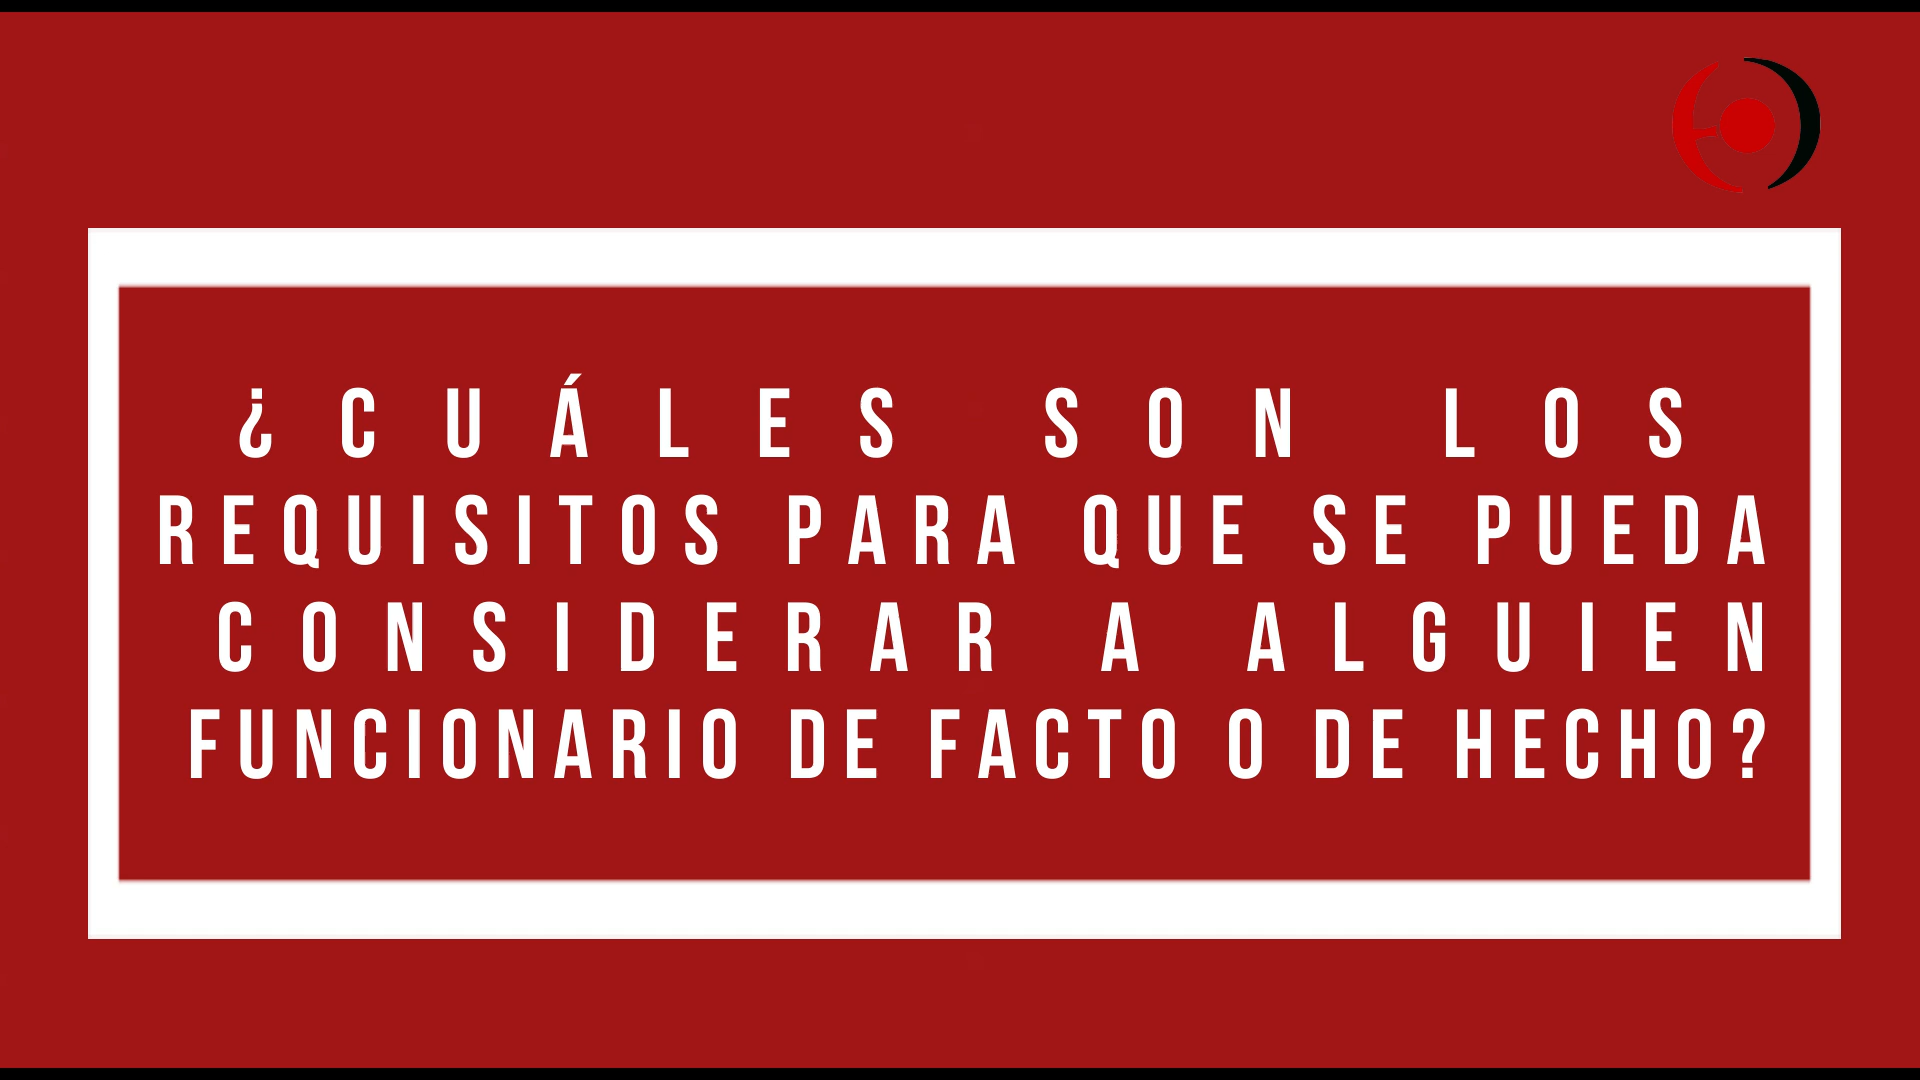 ¿CUÁLES SON LOS
REQUISITOS PARA QUE SE PUEDA
CONSIDERAR A ALGUIEN
FUNCIONARIO DE FACTO O DE HECHO?